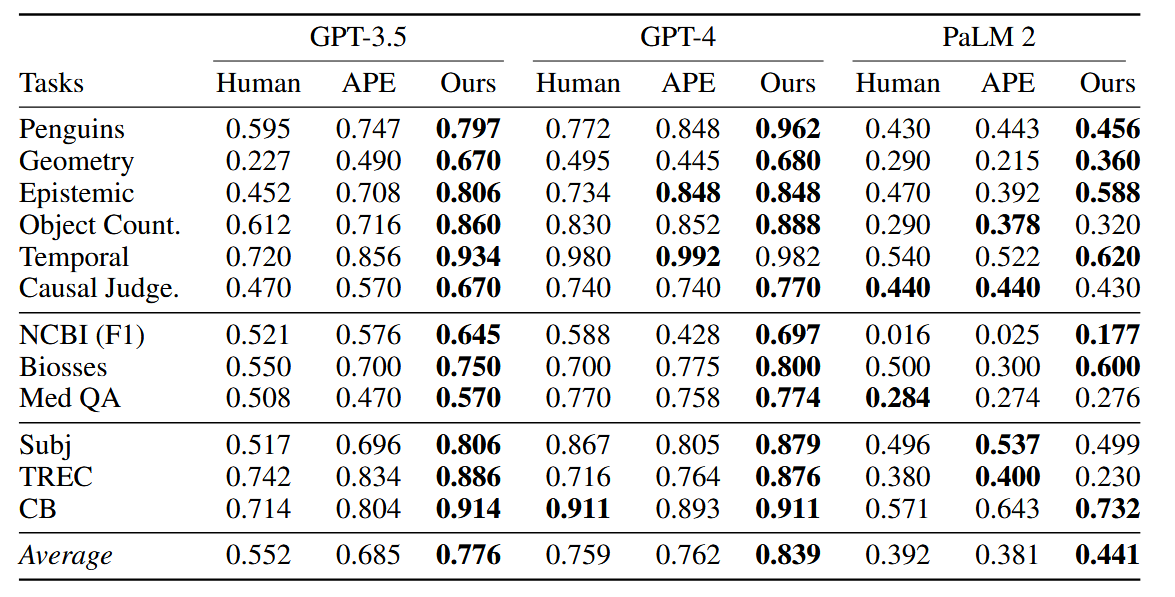 GPT-3.5 GPT-4 PaLM 2
Tasks Human APE Ours Human APE Ours Human APE Ours
Penguins 0.595 0.747 0.797 0.772 0.848 0.962 0.430 0.443 0.456
Geometry 0.227 0.490 0.670 0.495 0.445 0.680 0.290 0.215 0.360
Epistemic 0.452 0.708 0.806 0.734 0.848 0.848 0.470 0.392 0.588
Object Count. 0.612 0.716 0.860 0.830 0.852 0.888 0.290 0.378 0.320
Temporal 0.720 0.856 0.934 0.980 0.992 0.982 0.540 0.522 0.620
Causal Judge. 0.470 0.570 0.670 0.740 0.740 0.770 0.440 0.440 0.430
NCBI (F1) 0.521 0.576 0.645 0.588 0.428 0.697 0.016 0.025 0.177
Biosses 0.550 0.700 0.750 0.700 0.775 0.800 0.500 0.300 0.600
Med QA 0.508 0.470 0.570 0.770 0.758 0.774 0.284 0.274 0.276
Subj 0.517 0.696 0.806 0.867 0.805 0.879 0.496 0.537 0.499
TREC 0.742 0.834 0.886 0.716 0.764 0.876 0.380 0.400 0.230
CB 0.714 0.804 0.914 0.911 0.893 0.911 0.571 0.643 0.732
Average 0.552 0.685 0.776 0.759 0.762 0.839 0.392 0.381 0.441